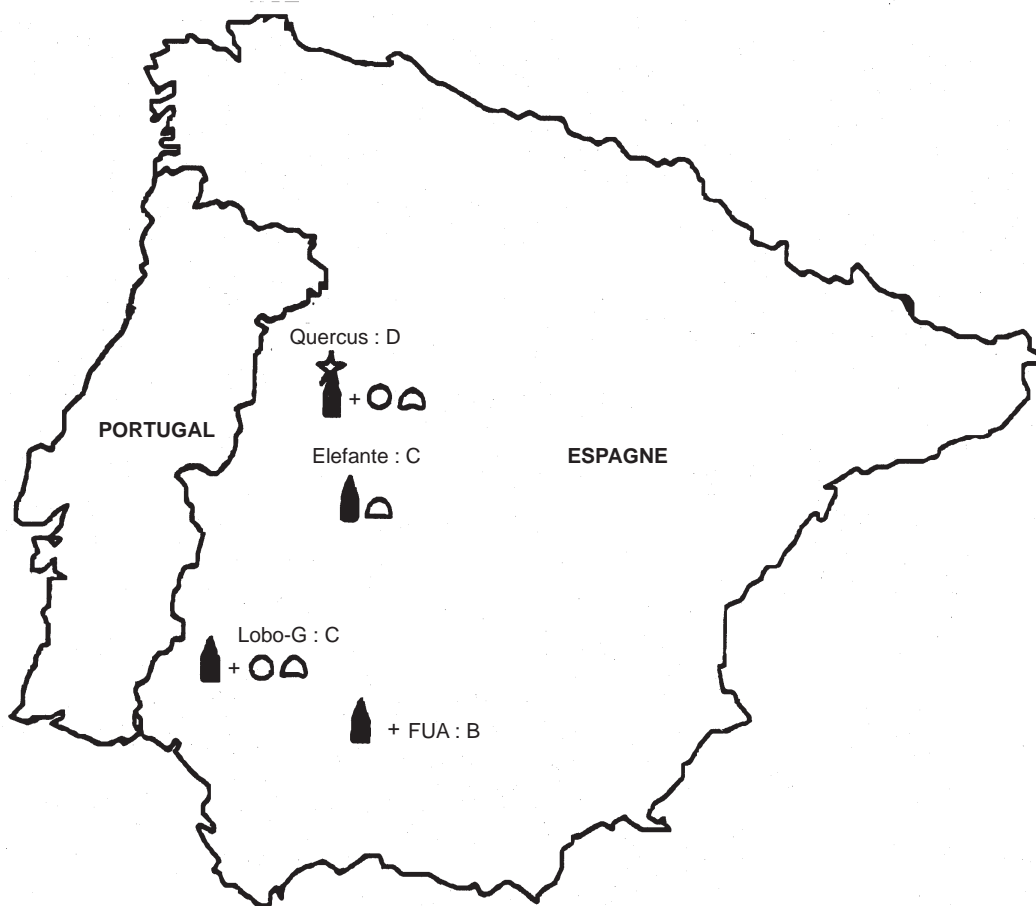 Quercus : D
+
PORTUGAL
Elefante : C
ESPAGNE
Lobo-G : C
+
+ FUA : B